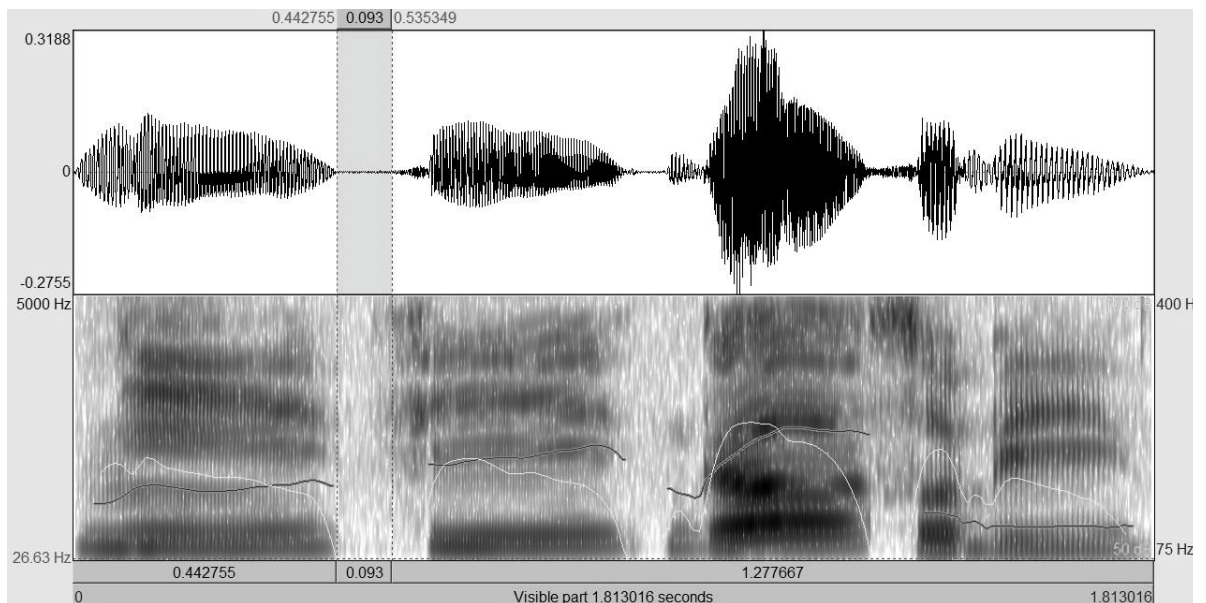 0.442755 0.093 0.535349
0.3188
0
-0.2755
5000 Hz 400 H
26.63 Hz 50 dB 75 Hz
0.442755 0.093 1.277667
0 Visible part 1.813016 seconds 1.813016